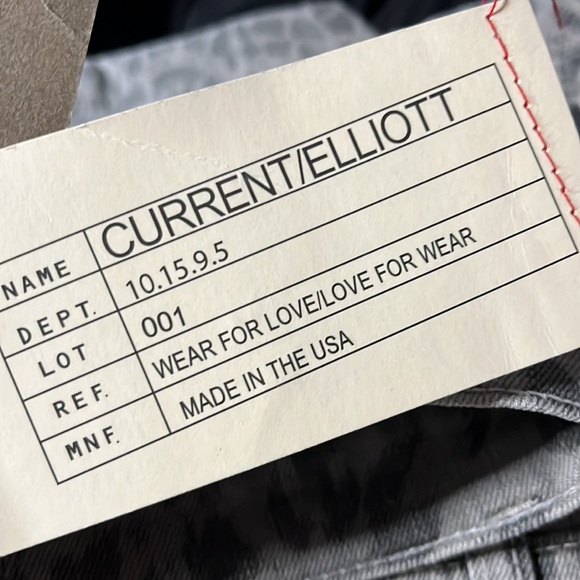 NAME CURRENT/ELLIOTT
DEPT. 10.15.9.5
LOT 001
REF. WEAR FOR LOVE/LOVE FOR WEAR
MNF. MADE IN THE USA